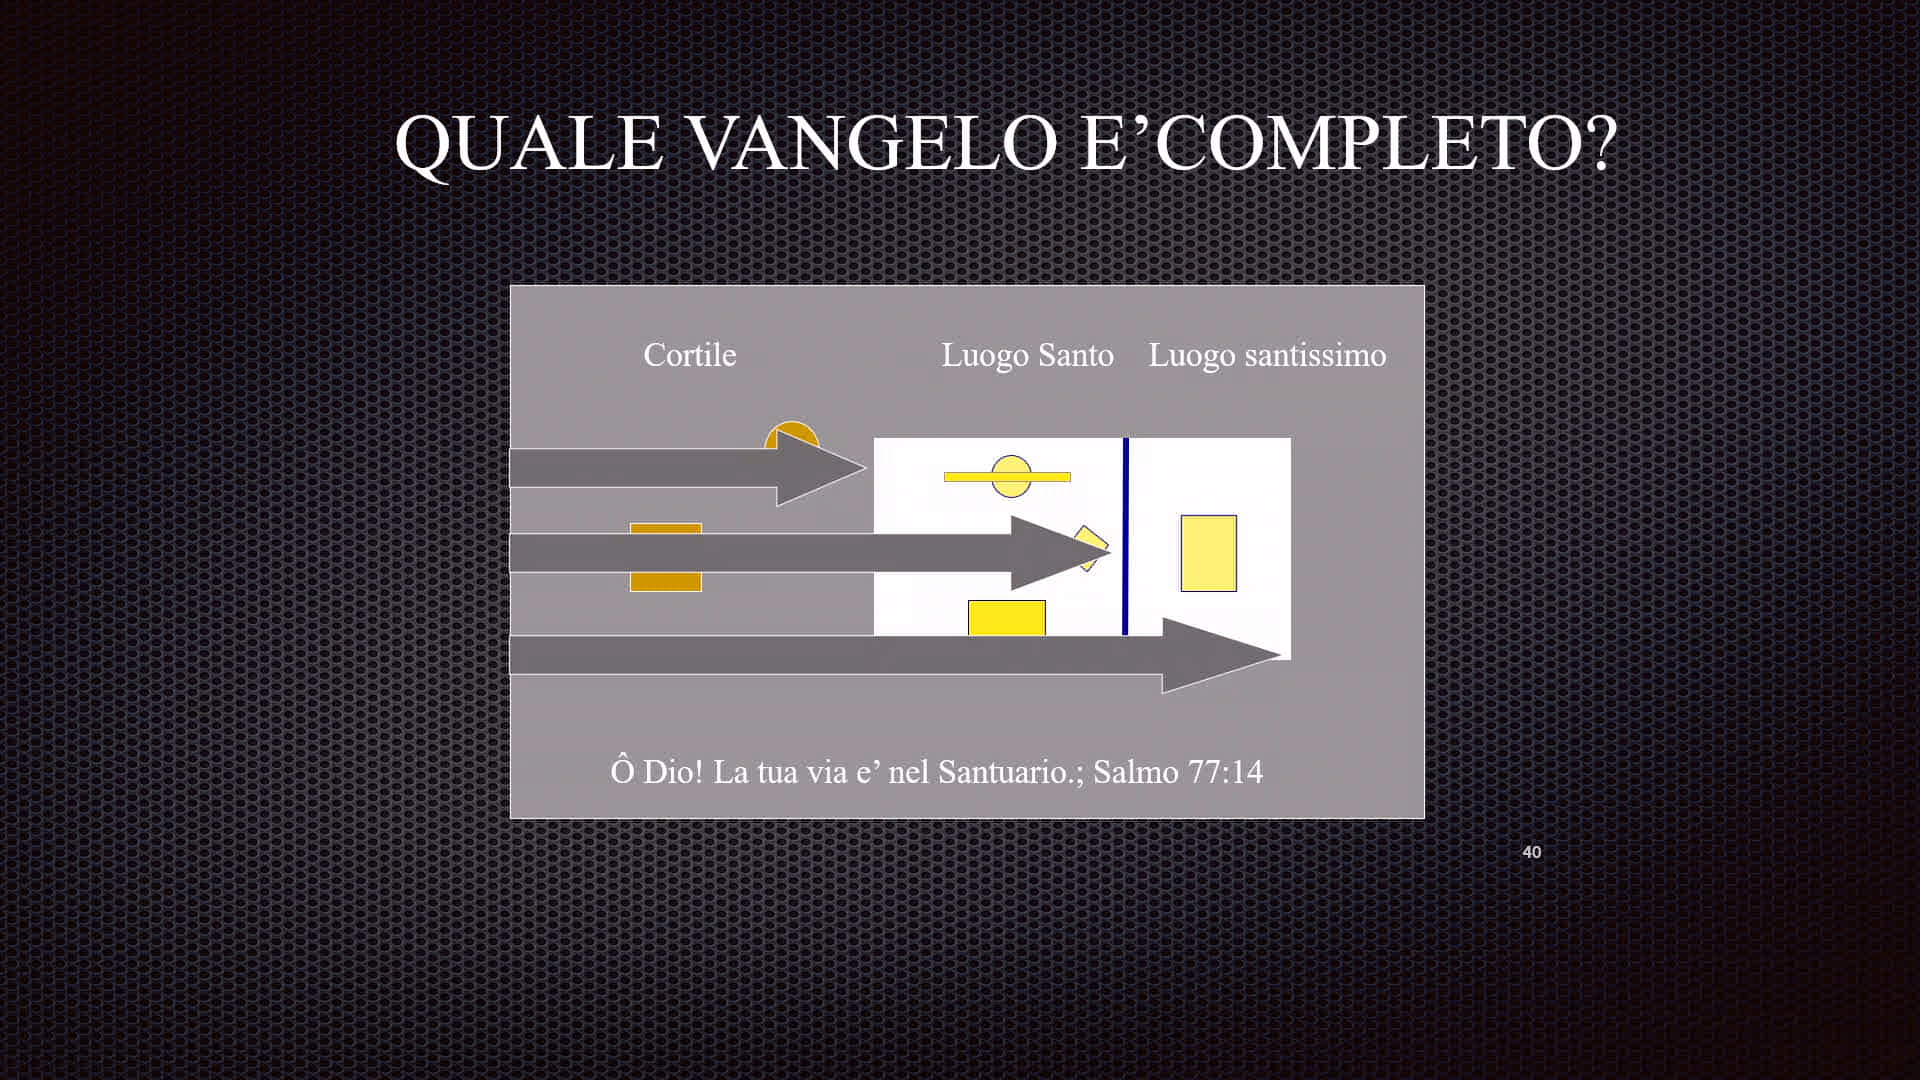 QUALE VANGELO E’COMPLETO?
Cortile
Luogo Santo
Luogo santissimo
Ô Dio! La tua via e’ nel Santuario.; Salmo 77:14
40